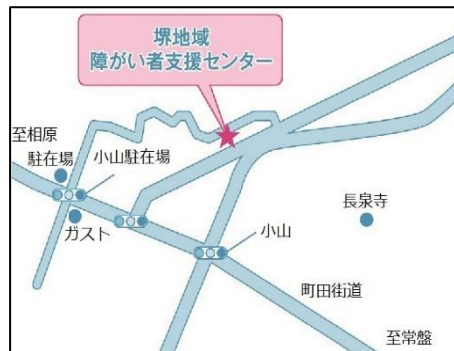 堺地域
障がい者支援センター
至相原
駐在場
小山駐在場
ガスト
小山
長泉寺
町田街道
至常盤